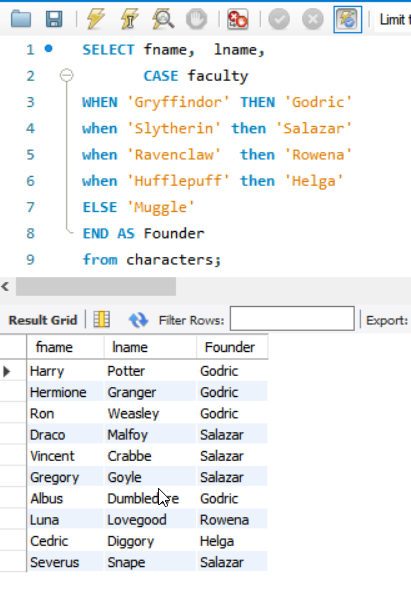 Limit t
1 SELECT fname, lname,
2 CASE faculty
3 WHEN 'Gryffindor' THEN 'Godric'
4 when 'Slytherin' then 'Salazar'
5 when 'Ravenclaw' then 'Rowena'
6 when 'Hufflepuff' then 'Helga'
7 ELSE 'Muggle'
8 END AS Founder
9 from characters;
Result Grid Filter Rows: Export:
fname lname Founder
Harry Potter Godric
Hermione Granger Godric
Ron Weasley Godric
Draco Malfoy Salazar
Vincent Crabbe Salazar
Gregory Goyle Salazar
Albus Dumbledore Godric
Luna Lovegood Rowena
Cedric Diggory Helga
Severus Snape Salazar